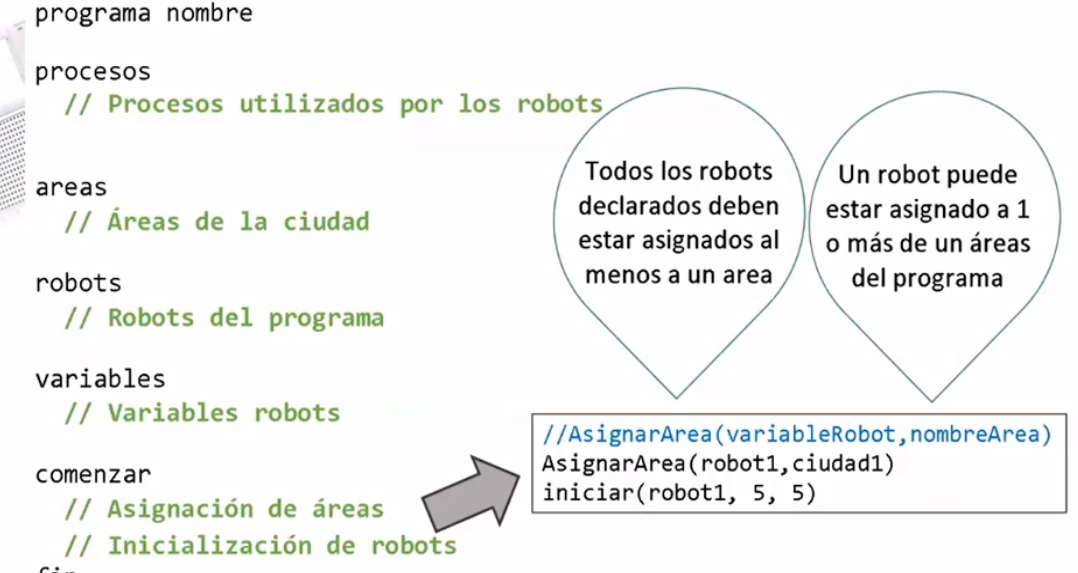 programa nombre
procesos
// Procesos utilizados por los robots
areas
// Áreas de la ciudad
robots
// Robots del programa
variables
// Variables robots
comenzar
// Asignación de áreas
// Inicialización de robots
fin
Todos los robots
declarados deben
estar asignados al
menos a un area
Un robot puede
estar asignado a 1
o más de un áreas
del programa
//AsignarArea(variableRobot,nombreArea)
AsignarArea(robot1,ciudad1)
iniciar(robot1, 5, 5)